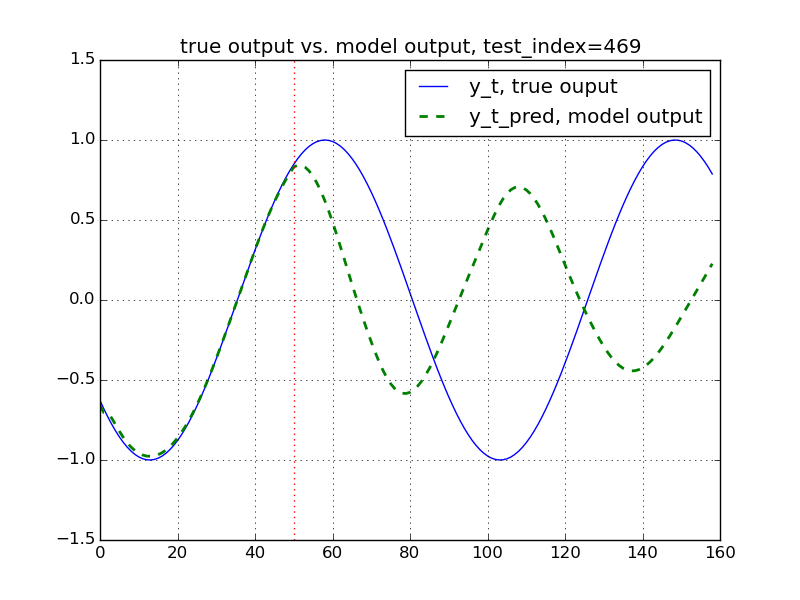 true output vs. model output, test_index=469
1.5
1.0
0.5
0.0
−0.5
−1.0
−1.5
y_t, true ouput
y_t_pred, model output
0 20 40 60 80 100 120 140 160